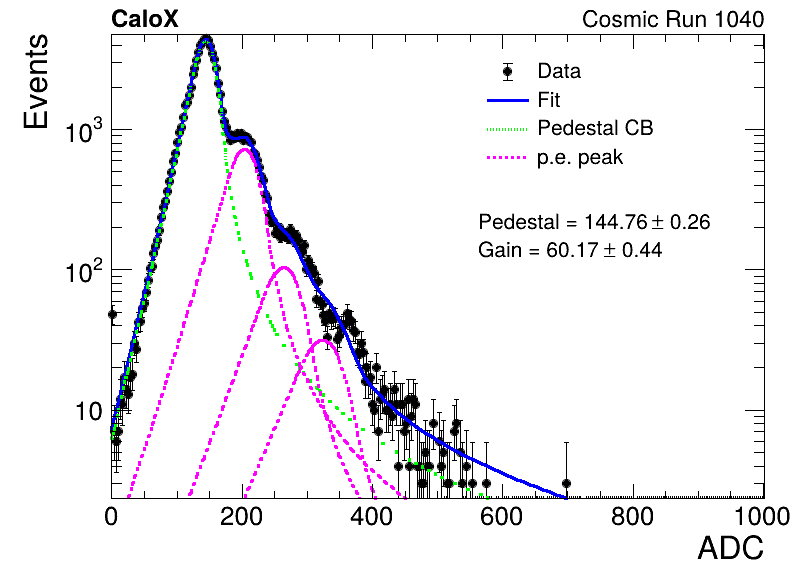 CaloX Cosmic Run 1040
Events
Data
Fit
Pedestal CB
p.e. peak
Pedestal = 144.76 ± 0.26
Gain = 60.17 ± 0.44
10³
10²
10
0 200 400 600 800 1000
ADC